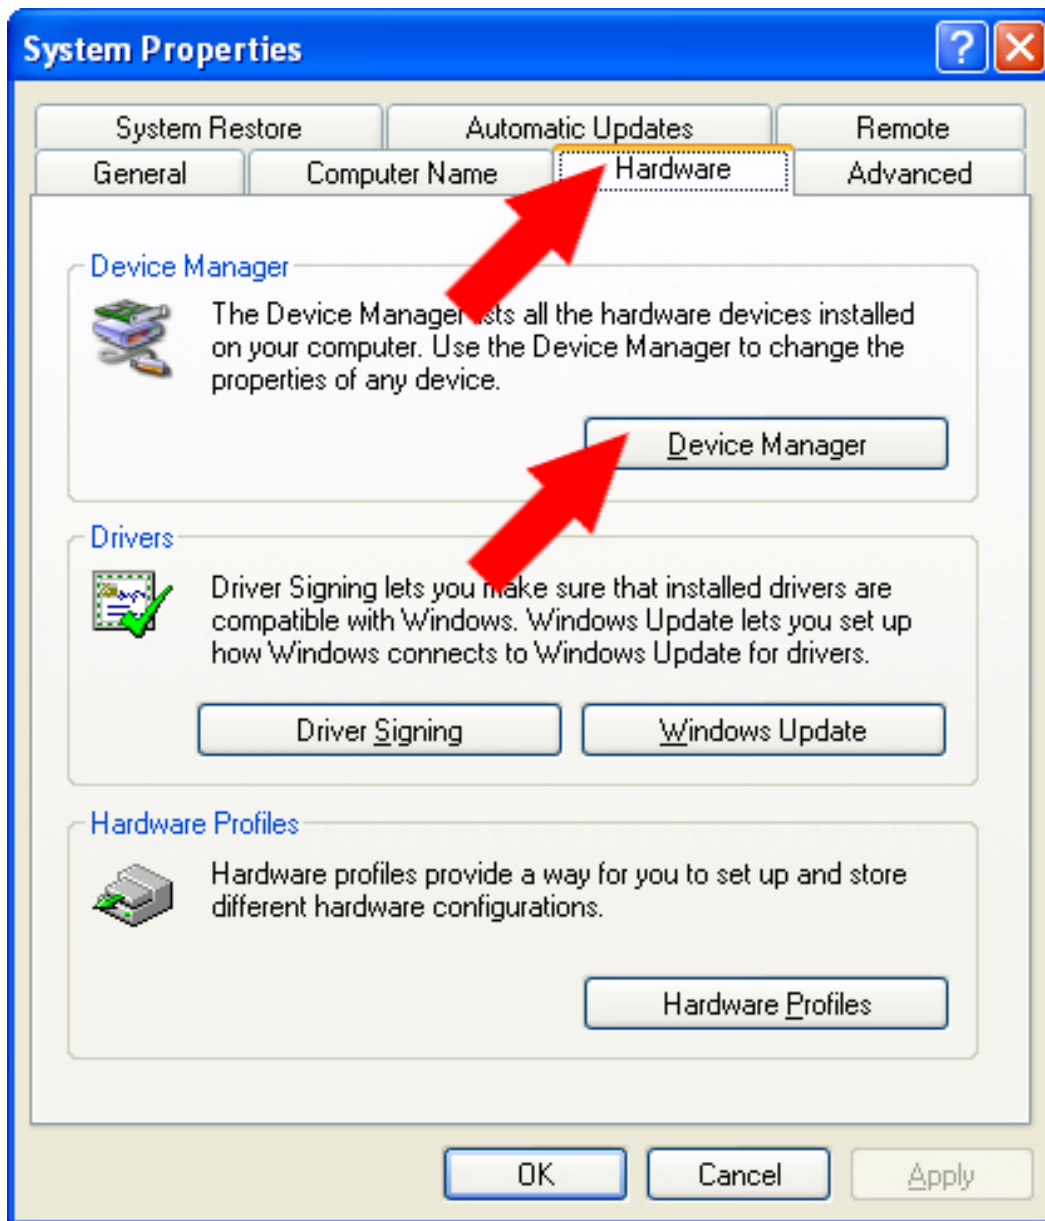 System Properties
System Restore
Automatic Updates
Remote
General
Computer Name
Hardware
Advanced
Device Manager
The Device Manager lists all the hardware devices installed
on your computer. Use the Device Manager to change the
properties of any device.
Device Manager
Drivers
Driver Signing lets you make sure that installed drivers are
compatible with Windows. Windows Update lets you set up
how Windows connects to Windows Update for drivers.
Driver Signing
Windows Update
Hardware Profiles
Hardware profiles provide a way for you to set up and store
different hardware configurations.
Hardware Profiles
OK
Cancel
Apply